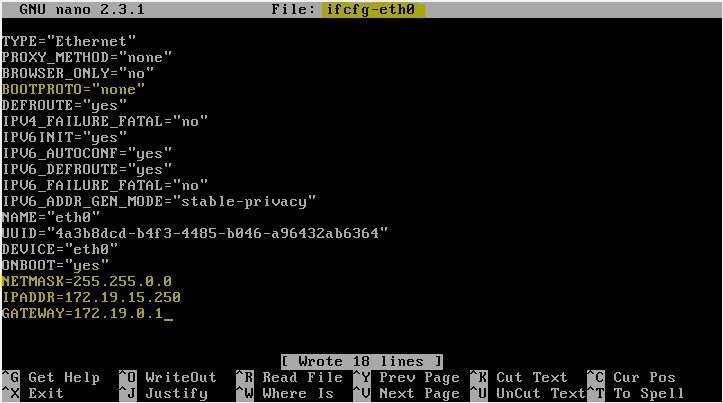 GNU nano 2.3.1 File: ifcfg-eth0
TYPE="Ethernet"
PROXY_METHOD="none"
BROWSER_ONLY="no"
BOOTPROTO="none"
DEFROUTE="yes"
IPV4_FAILURE_FATAL="no"
IPV6INIT="yes"
IPV6_AUTOCONF="yes"
IPV6_DEFROUTE="yes"
IPV6_FAILURE_FATAL="no"
IPV6_ADDR_GEN_MODE="stable-privacy"
NAME="eth0"
UUID="4a3b8dcd-b4f3-4485-b046-a96432ab6364"
DEVICE="eth0"
ONBOOT="yes"
NETMASK=255.255.0.0
IPADDR=172.19.15.250
GATEWAY=172.19.0.1_
[ Wrote 18 lines ]
^G Get Help ^O WriteOut ^R Read File ^Y Prev Page ^K Cut Text ^C Cur Pos
^X Exit ^J Justify ^W Where Is ^V Next Page ^U UnCut Text ^T To Spell